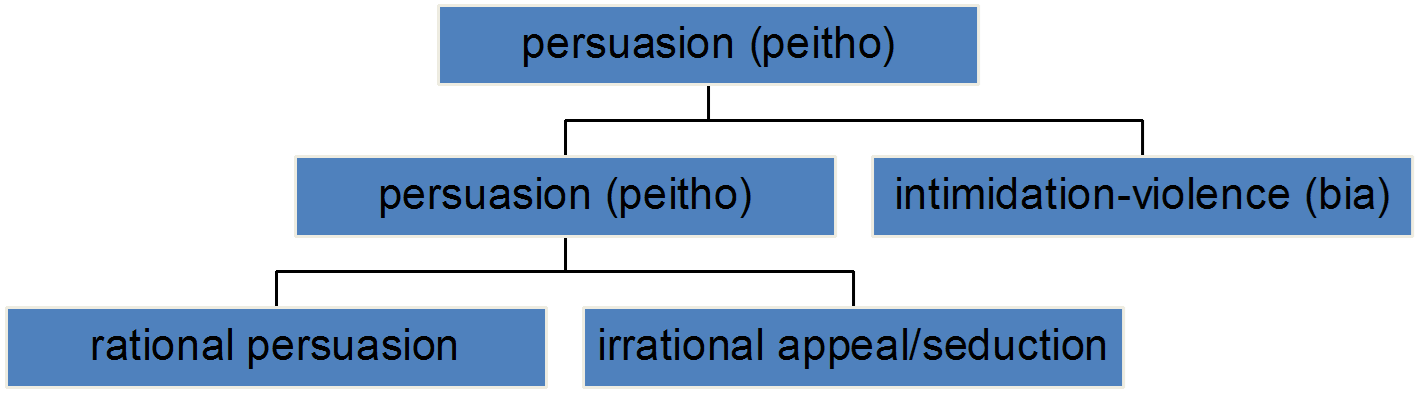 persuasion (peitho)
persuasion (peitho)
intimidation-violence (bia)
rational persuasion
irrational appeal/seduction